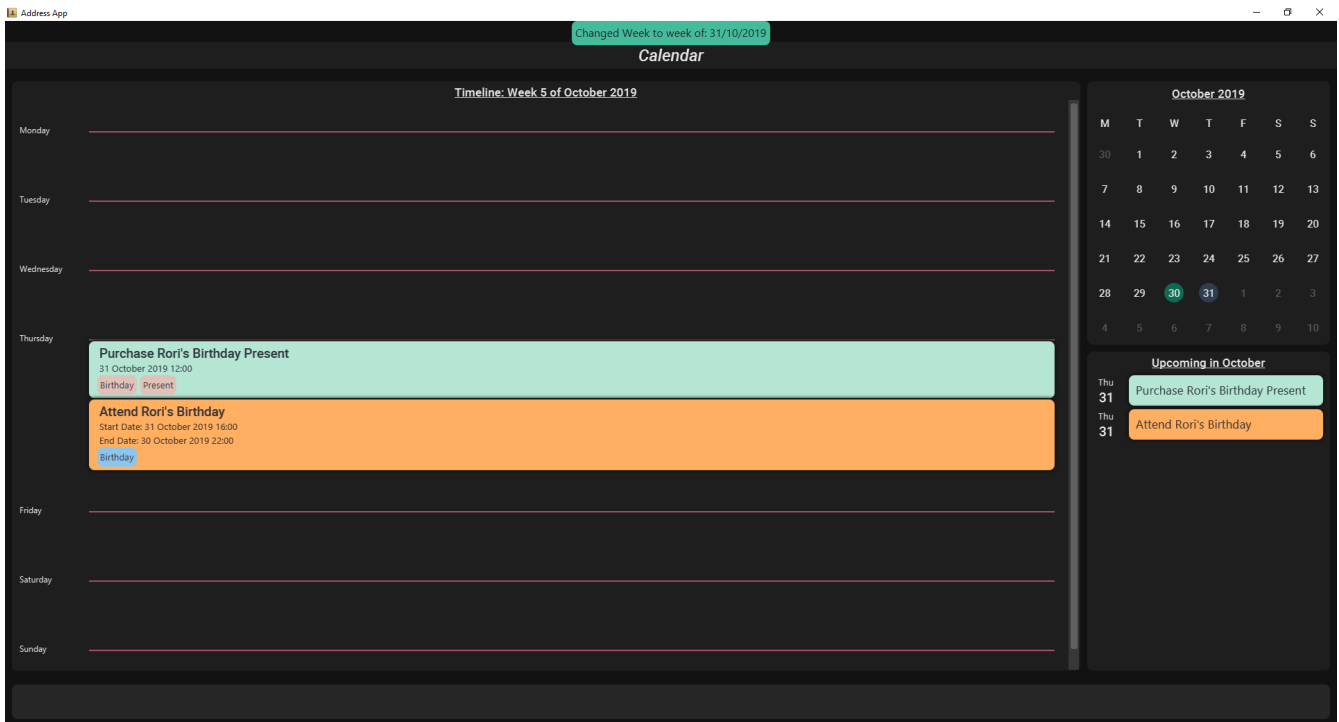 Address App
Changed Week to week of: 31/10/2019
Calendar
Timeline: Week 5 of October 2019
Monday
Tuesday
Wednesday
Thursday
Purchase Rori's Birthday Present
31 October 2019 12:00
Birthday Present
Attend Rori's Birthday
Start Date: 31 October 2019 16:00
End Date: 30 October 2019 22:00
Birthday
Friday
Saturday
Sunday
October 2019
M T W T F S S
30 1 2 3 4 5 6
7 8 9 10 11 12 13
14 15 16 17 18 19 20
21 22 23 24 25 26 27
28 29 30 31 1 2 3
4 5 6 7 8 9 10
Upcoming in October
Thu
31
Purchase Rori's Birthday Present
Thu
31
Attend Rori's Birthday